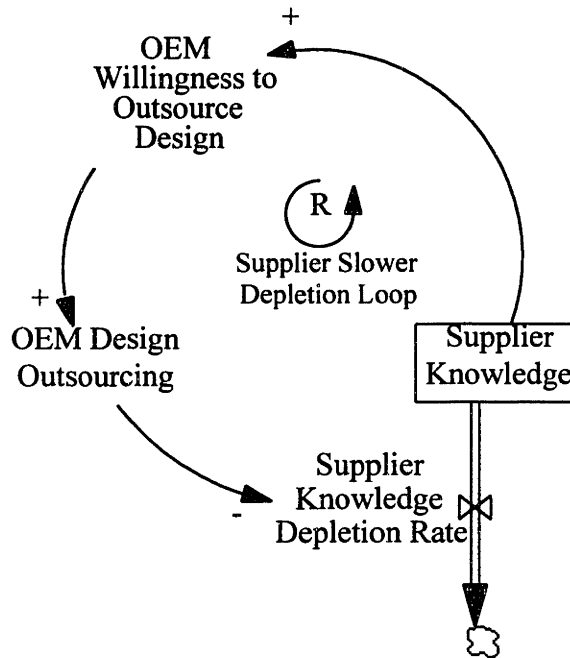 +
OEM
Willingness to
Outsource
Design
R
Supplier Slower
Depletion Loop
+
OEM Design
Outsourcing
Supplier
Knowledge
Supplier
Knowledge
Depletion Rate
-